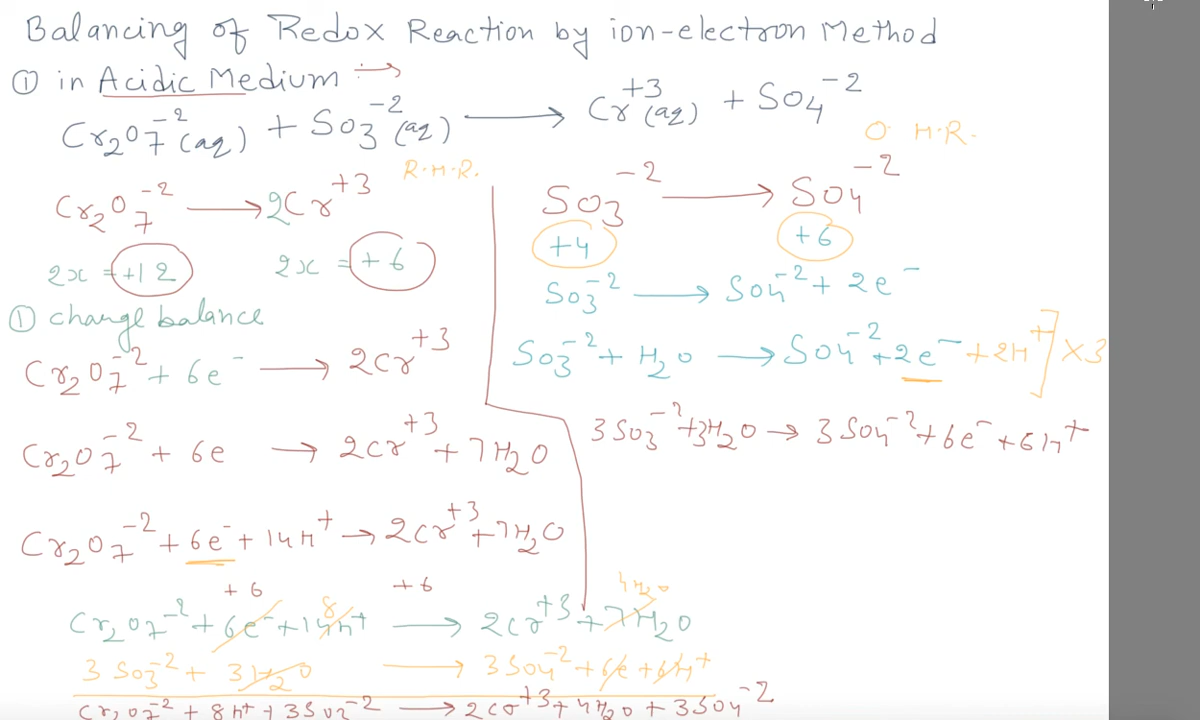 Balancing of Redox Reaction by ion-electron Method
① in Acidic Medium :→
Cr₂O₇⁻²(aq) + SO₃⁻²(aq) ⟶ Cr⁺³(aq) + SO₄⁻²
R.H.R.
Cr₂O₇⁻² ⟶ 2Cr⁺³
2x = +12 2x = +6
① change balance
Cr₂O₇⁻² + 6e⁻ ⟶ 2Cr⁺³
Cr₂O₇⁻² + 6e ⟶ 2Cr⁺³ + 7H₂O
Cr₂O₇⁻² + 6e⁻ + 14H⁺ → 2Cr⁺³ + 7H₂O
O H.R.
SO₃⁻² ⟶ SO₄⁻²
+4 +6
SO₃⁻² ⟶ SO₄⁻² + 2e⁻
SO₃⁻² + H₂O ⟶ SO₄⁻² + 2e⁻ + 2H⁺] × 3
3SO₃⁻² + 3H₂O → 3SO₄⁻² + 6e⁻ + 6H⁺
+6 +6 4H₂O
8
Cr₂O₇⁻² + 6e⁻ + 14H⁺ ⟶ 2Cr⁺³ + 7H₂O
3SO₃⁻² + 3H₂O ⟶ 3SO₄⁻² + 6e + 6H⁺
Cr₂O₇⁻² + 8H⁺ + 3SO₃⁻² ⟶ 2Cr⁺³ + 4H₂O + 3SO₄⁻²